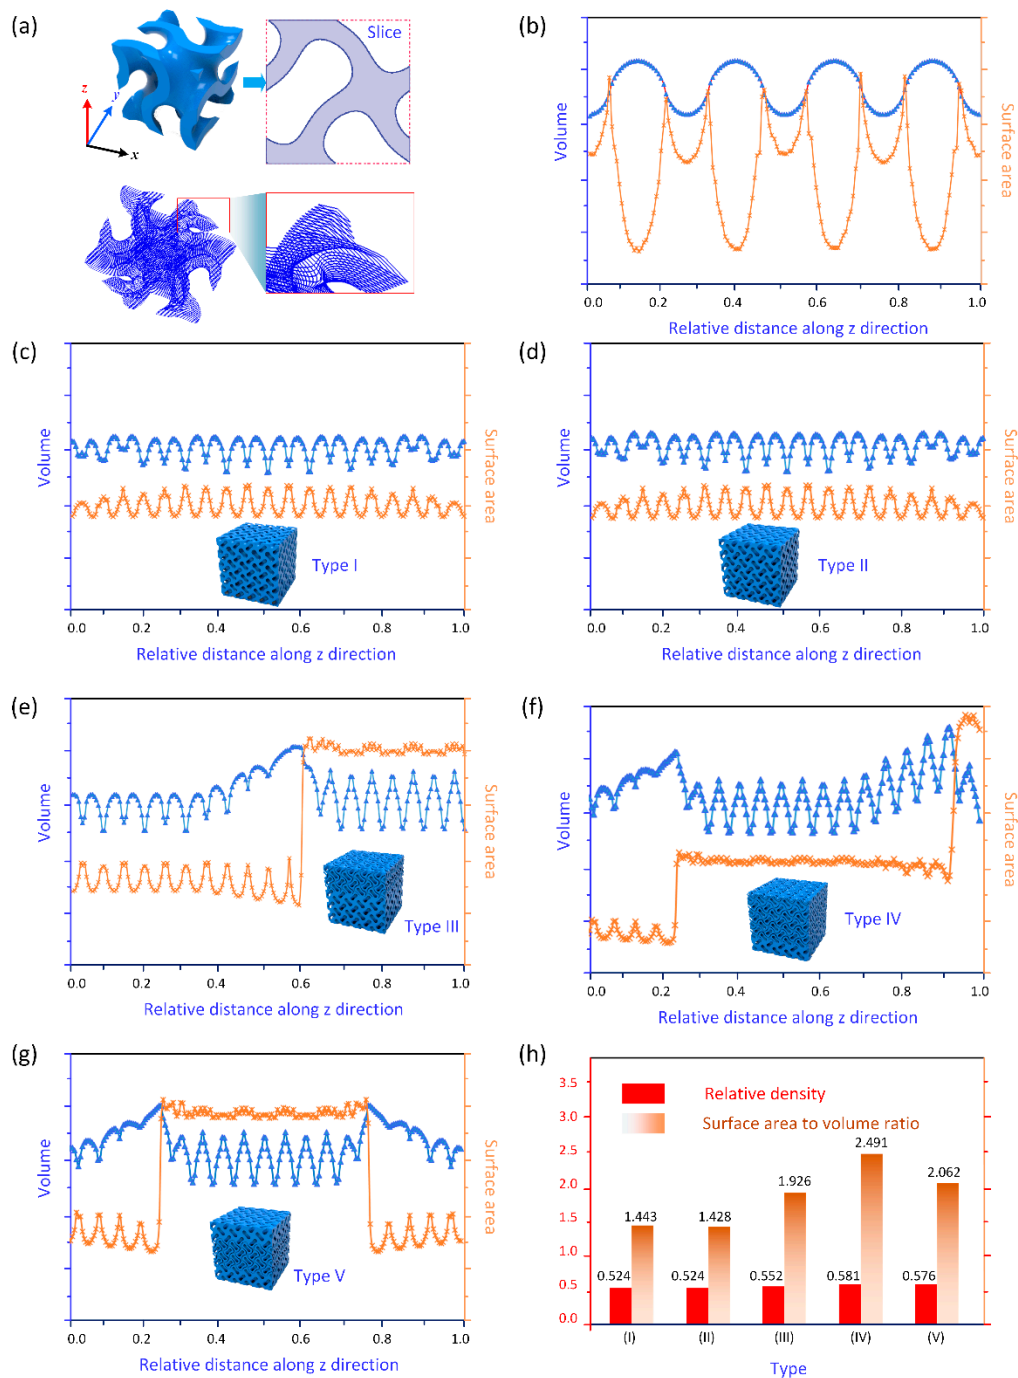 (a)
Slice
z
y
x
(b)
Volume
Surface area
0.0 0.2 0.4 0.6 0.8 1.0
Relative distance along z direction
(c)
Volume
Surface area
Type I
0.0 0.2 0.4 0.6 0.8 1.0
Relative distance along z direction
(d)
Volume
Surface area
Type II
0.0 0.2 0.4 0.6 0.8 1.0
Relative distance along z direction
(e)
Volume
Surface area
Type III
0.0 0.2 0.4 0.6 0.8 1.0
Relative distance along z direction
(f)
Volume
Surface area
Type IV
0.0 0.2 0.4 0.6 0.8 1.0
Relative distance along z direction
(g)
Volume
Surface area
Type V
0.0 0.2 0.4 0.6 0.8 1.0
Relative distance along z direction
(h)
3.5
3.0
2.5
2.0
1.5
1.0
0.5
0.0
Relative density
Surface area to volume ratio
1.443 1.428 1.926 2.491 2.062
0.524 0.524 0.552 0.581 0.576
(I) (II) (III) (IV) (V)
Type